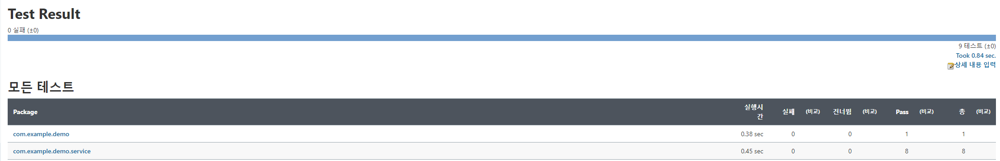 Test Result
0 실패 (±0)
9 테스트 (±0)
Took 0.84 sec.
상세 내용 입력
모든 테스트
Package 실행시간 실패 (비교) 건너뜀 (비교) Pass (비교) 총 (비교)
com.example.demo 0.38 sec 0 0 1 1
com.example.demo.service 0.45 sec 0 0 8 8